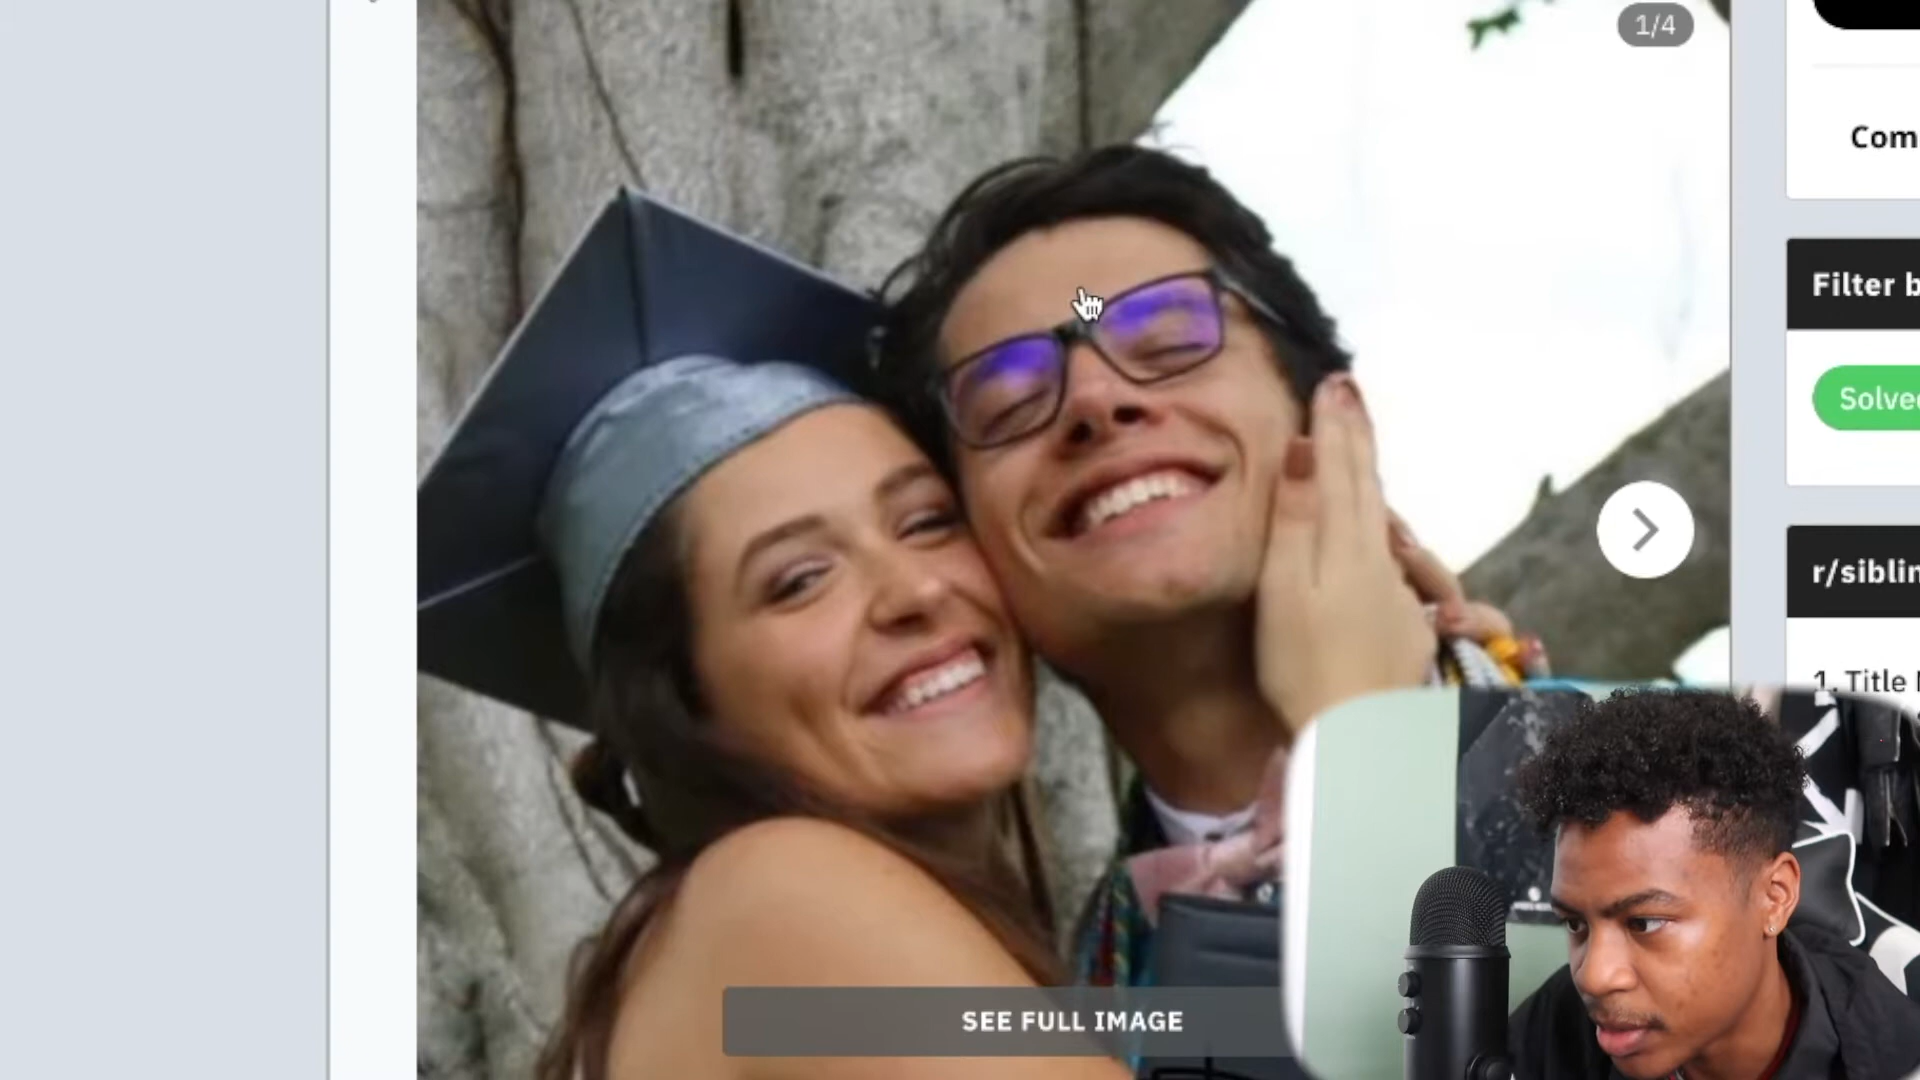 1/4
Com
Filter b
Solve
r/siblin
1. Title
SEE FULL IMAGE